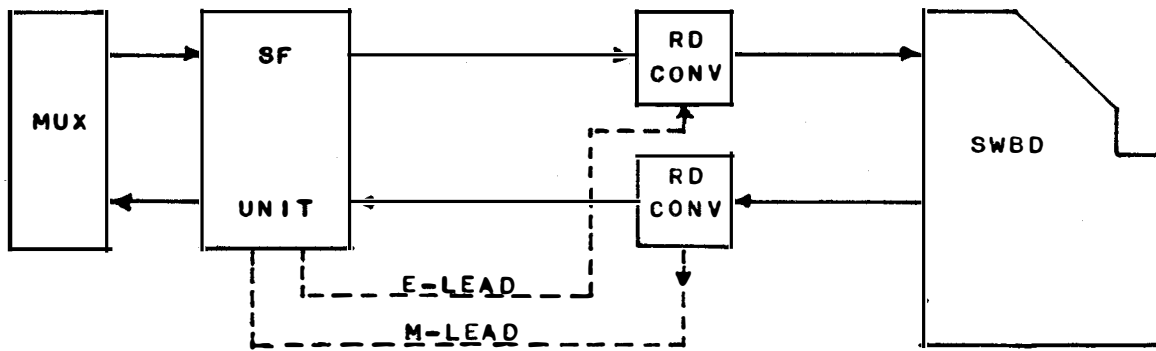 MUX
SF
UNIT
RD
CONV
RD
CONV
SWBD
E-LEAD
M-LEAD